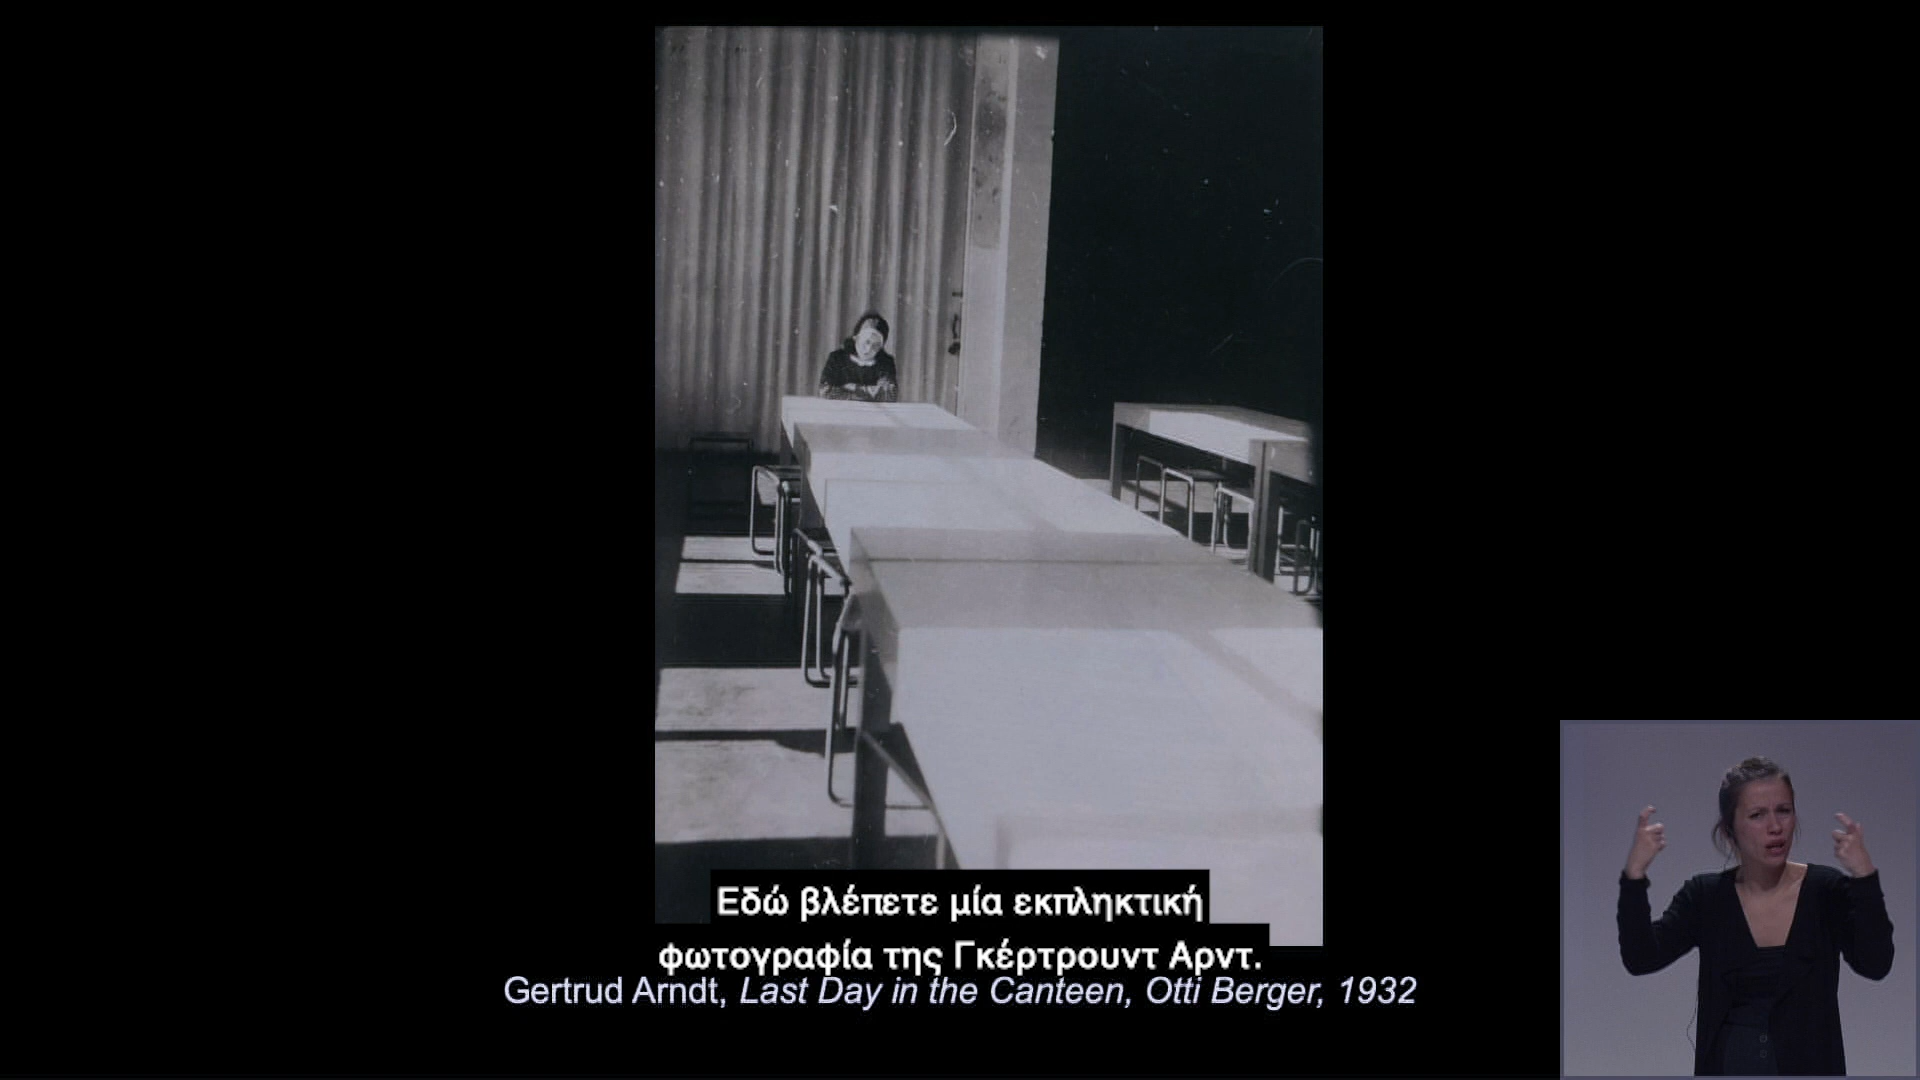 Εδώ βλέπετε μία εκπληκτική
φωτογραφία της Γκέρτρουντ Αρντ.
Gertrud Arndt, Last Day in the Canteen, Otti Berger, 1932